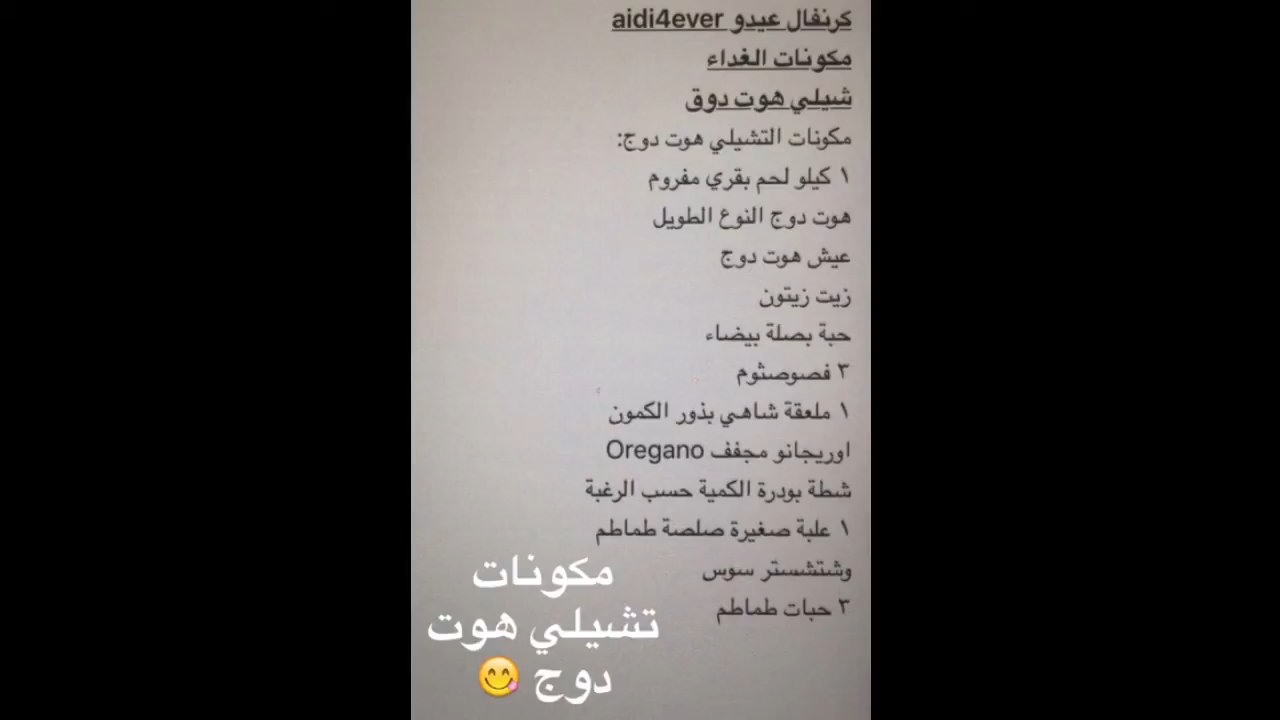 كرنفال عيدو aidi4ever
مكونات الغداء
شيلي هوت دوق
مكونات التشيلي هوت دوج:
١ كيلو لحم بقري مفروم
هوت دوج النوع الطويل
عيش هوت دوج
زيت زيتون
حبة بصلة بيضاء
٣ فصوصثوم
١ ملعقة شاهي بذور الكمون
اوريجانو مجفف Oregano
شطة بودرة الكمية حسب الرغبة
١ علبة صغيرة صلصة طماطم
وشتشستر سوس
٣ حبات طماطم
مكونات
تشيلي هوت
دوج 😋